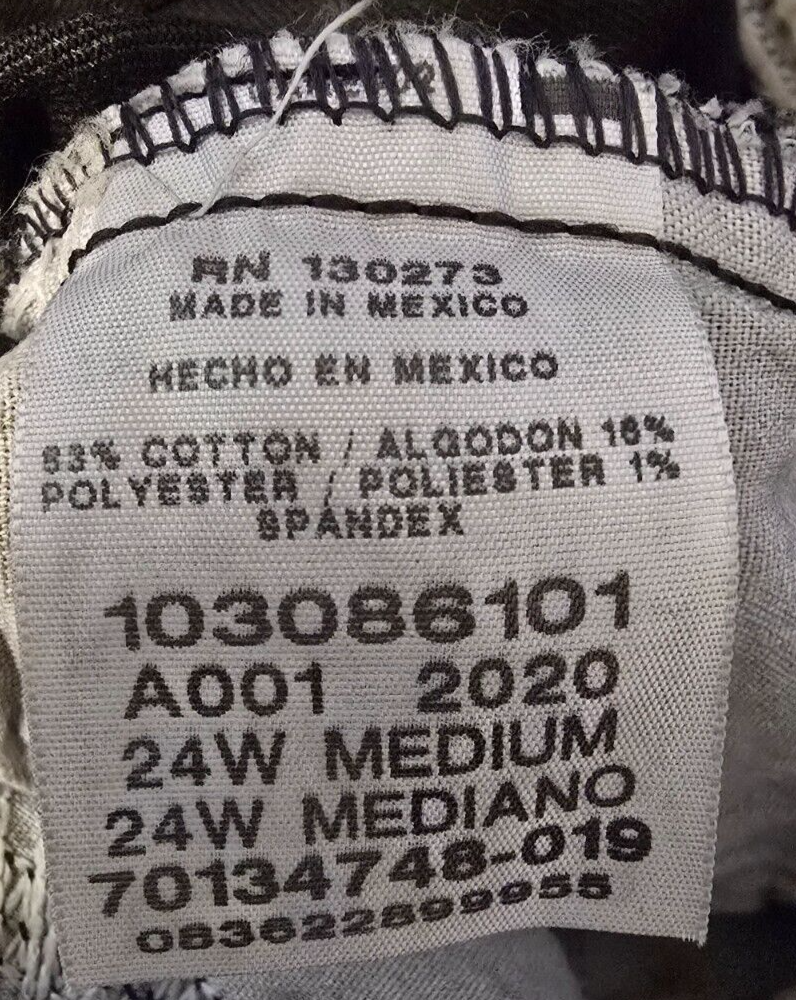 RN 130273
MADE IN MEXICO
HECHO EN MEXICO
83% COTTON / ALGODON 16%
POLYESTER / POLIESTER 1%
SPANDEX
103086101
A001 2020
24W MEDIUM
24W MEDIANO
70134748-019
083622899955